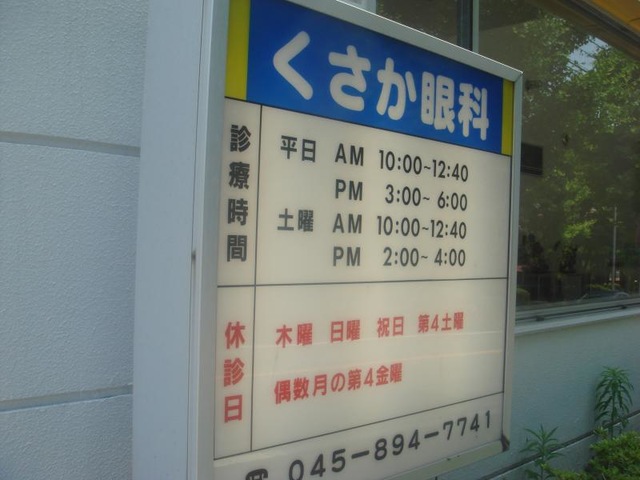 くさか眼科
診療時間
平日 AM 10:00~12:40
PM 3:00~6:00
土曜 AM 10:00~12:40
PM 2:00~4:00
休診日
木曜 日曜 祝日 第4土曜
偶数月の第4金曜
☎ 045-894-7741